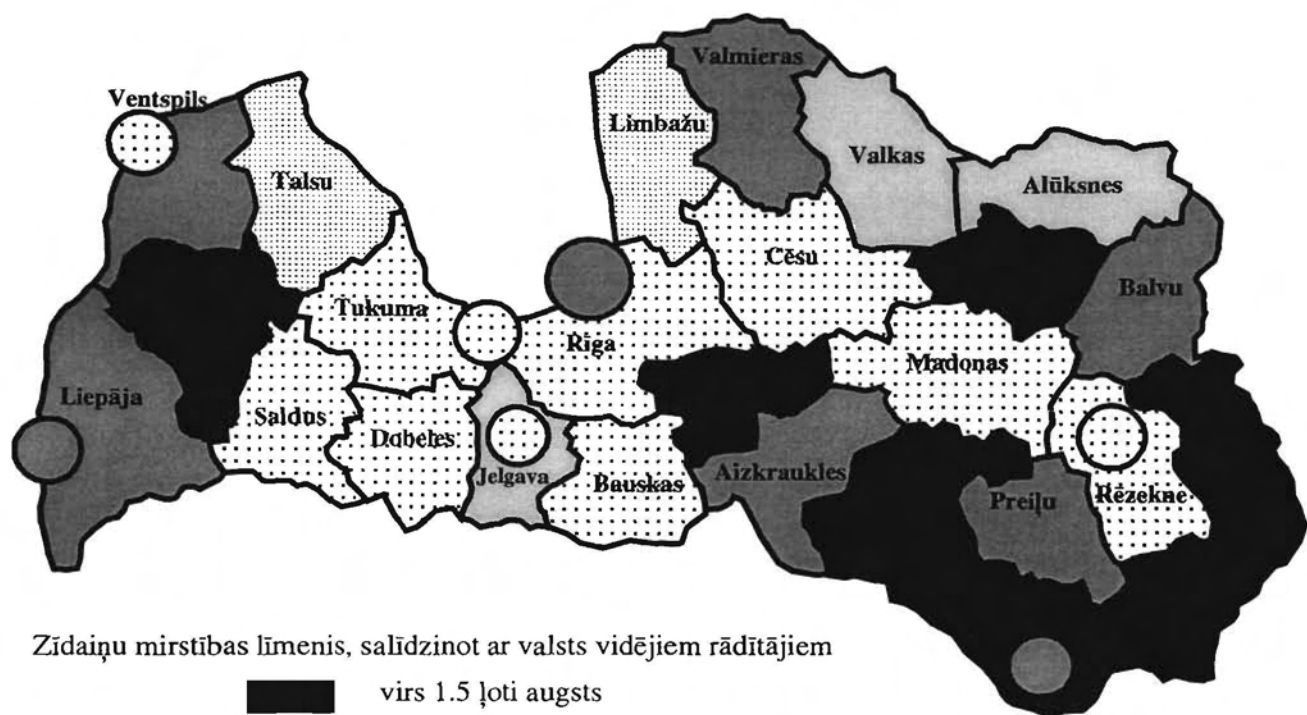 Valmieras
Ventspils
Limbažu
Valkas
Talsu
Alūksnes
Cēsu
Balvu
Tukuma
Rīga
Madonas
Liepāja
Saldus
Dobeles
Jelgava
Bauskas
Aizkraukles
Preiļu
Rēzekne
Zīdaiņu mirstības līmenis, salīdzinot ar valsts vidējiem rādītājiem
virs 1.5 ļoti augsts